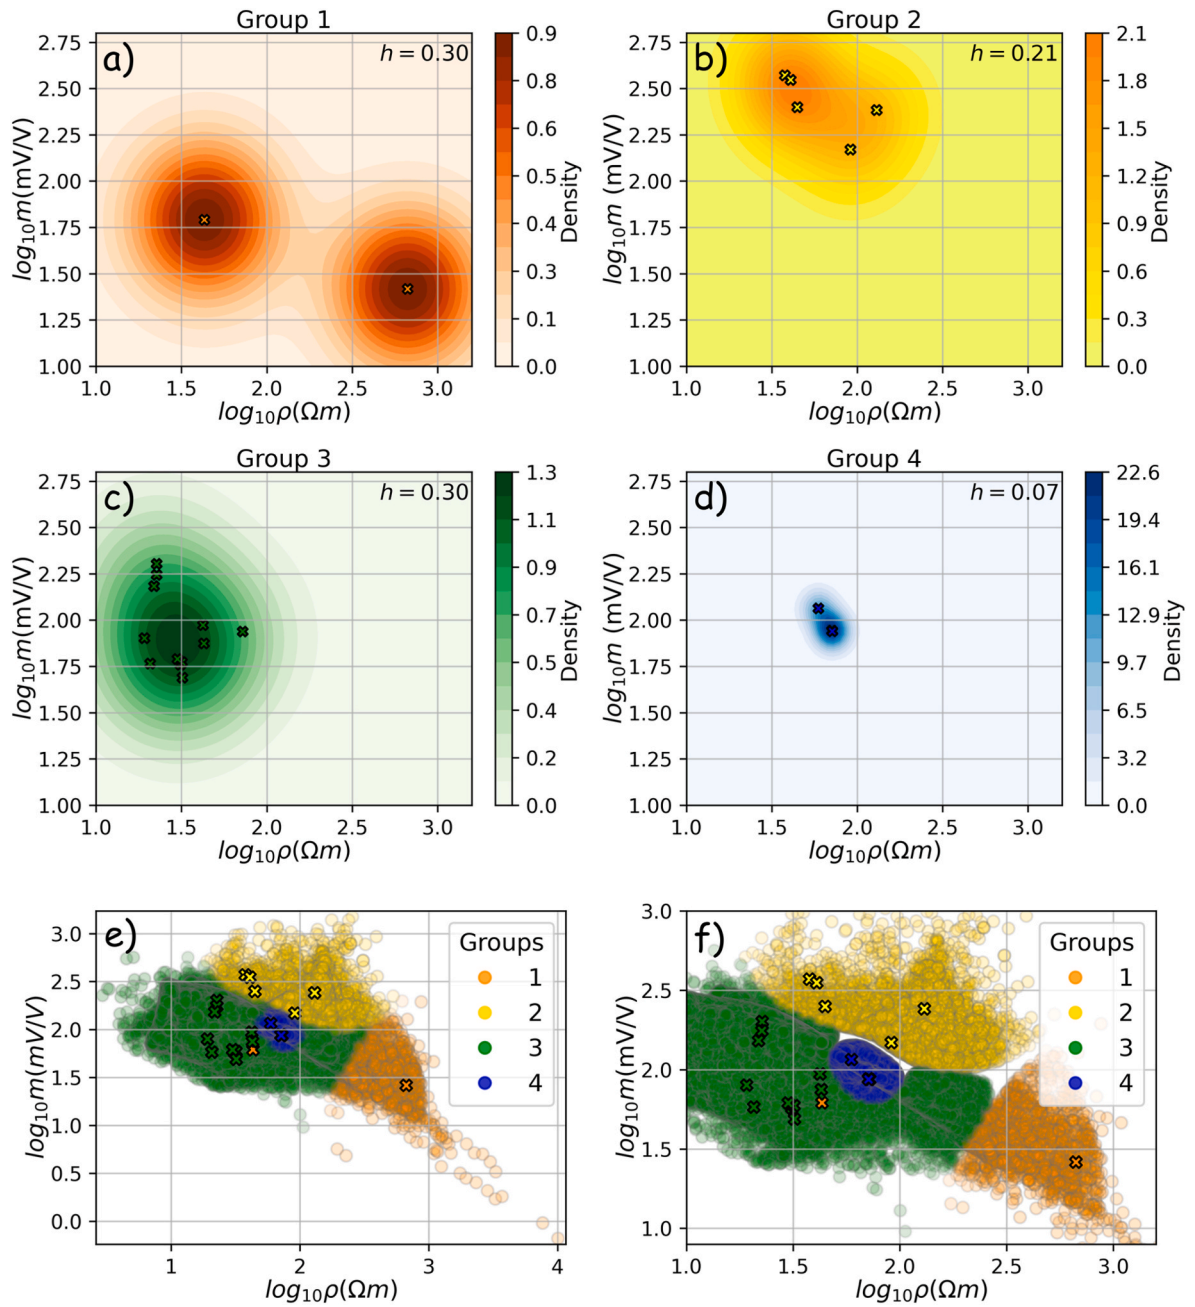 Group 1
a)
h = 0.30
2.75
2.50
2.25
2.00
1.75
1.50
1.25
1.00
log10m(mV/V)
1.0 1.5 2.0 2.5 3.0
log10ρ(Ωm)
0.9
0.8
0.6
0.5
0.4
0.3
0.1
0.0
Density
Group 2
b)
h = 0.21
2.75
2.50
2.25
2.00
1.75
1.50
1.25
1.00
log10m (mV/V)
1.0 1.5 2.0 2.5 3.0
log10ρ(Ωm)
2.1
1.8
1.5
1.2
0.9
0.6
0.3
0.0
Density
Group 3
c)
h = 0.30
2.75
2.50
2.25
2.00
1.75
1.50
1.25
1.00
log10m(mV/V)
1.0 1.5 2.0 2.5 3.0
log10ρ(Ωm)
1.3
1.1
0.9
0.7
0.5
0.4
0.2
0.0
Density
Group 4
d)
h = 0.07
2.75
2.50
2.25
2.00
1.75
1.50
1.25
1.00
log10m (mV/V)
1.0 1.5 2.0 2.5 3.0
log10ρ(Ωm)
22.6
19.4
16.1
12.9
9.7
6.5
3.2
0.0
Density
e)
3.0
2.5
2.0
1.5
1.0
0.5
0.0
log10m(mV/V)
1 2 3 4
log10ρ(Ωm)
Groups
1
2
3
4
f)
3.0
2.5
2.0
1.5
1.0
log10m(mV/V)
1.0 1.5 2.0 2.5 3.0
log10ρ(Ωm)
Groups
1
2
3
4